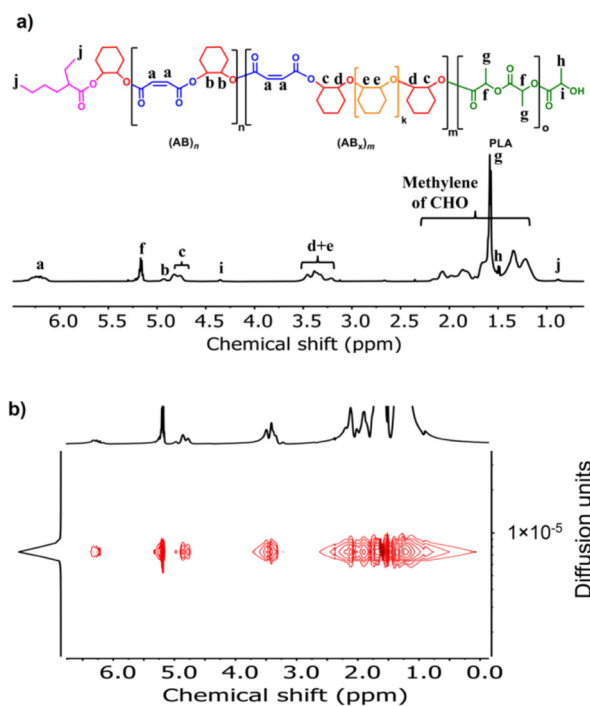 a)
j
j
O
O
a a
O
O
O
O
b b
O
n
O
a a
O
O
O
c d
O
e e
O
k
d c
O
m
g
O
f
O
O
f
O
g
o
h
O
i
OH
(AB)n
(ABx)m
PLA
g
Methylene
of CHO
a
f
b
c
i
d+e
h
j
6.0 5.5 5.0 4.5 4.0 3.5 3.0 2.5 2.0 1.5 1.0
Chemical shift (ppm)
b)
1×10-5
Diffusion units
6.0 5.0 4.0 3.0 2.0 1.0 0.0
Chemical shift (ppm)